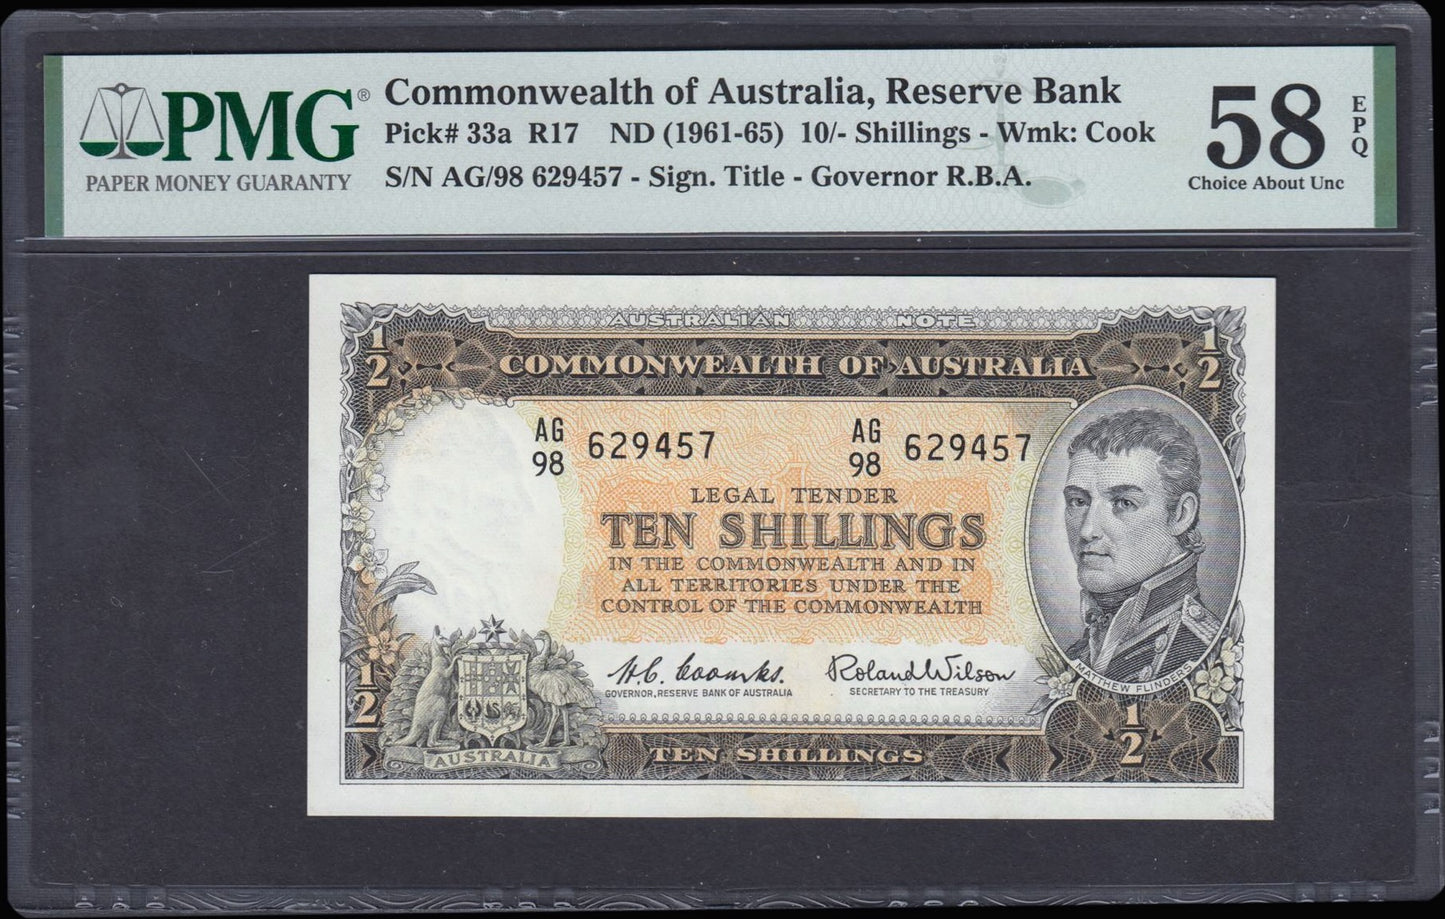 PMG®
PAPER MONEY GUARANTY
Commonwealth of Australia, Reserve Bank
Pick# 33a R17 ND (1961-65) 10/- Shillings - Wmk: Cook
S/N AG/98 629457 - Sign. Title - Governor R.B.A.
58
EPQ
Choice About Unc
AUSTRALIAN NOTE
1/2 1/2
COMMONWEALTH OF AUSTRALIA
AG 98 629457 AG 98 629457
LEGAL TENDER
TEN SHILLINGS
IN THE COMMONWEALTH AND IN
ALL TERRITORIES UNDER THE
CONTROL OF THE COMMONWEALTH
H.C. Coombs. Roland Wilson
GOVERNOR, RESERVE BANK OF AUSTRALIA SECRETARY TO THE TREASURY
MATTHEW FLINDERS
1/2 1/2
AUSTRALIA
TEN SHILLINGS